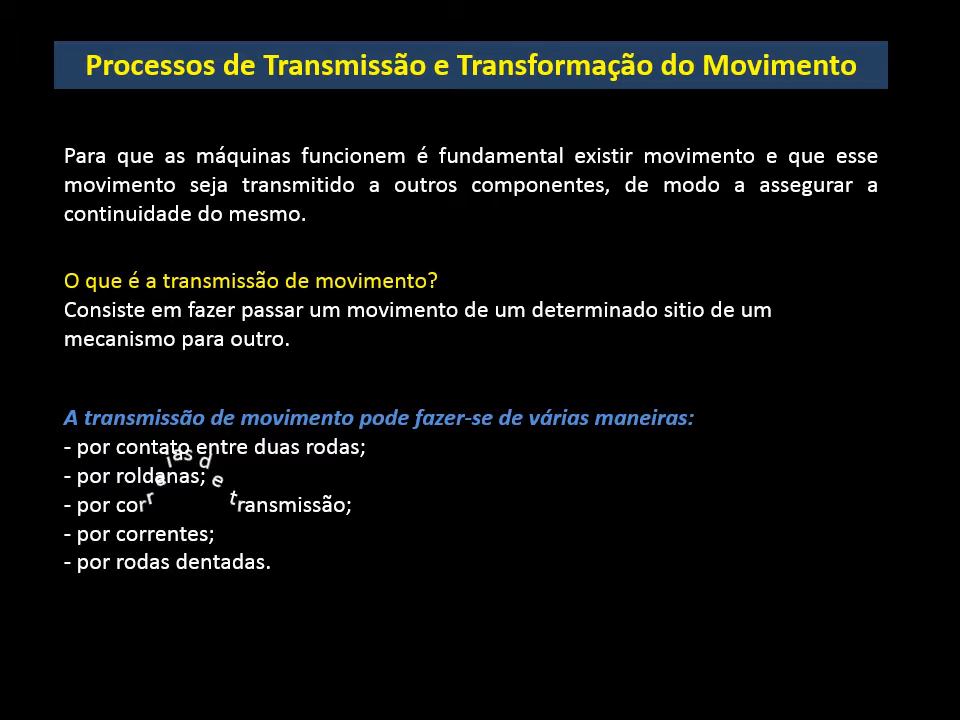 Processos de Transmissão e Transformação do Movimento
Para que as máquinas funcionem é fundamental existir movimento e que esse
movimento seja transmitido a outros componentes, de modo a assegurar a
continuidade do mesmo.
O que é a transmissão de movimento?
Consiste em fazer passar um movimento de um determinado sitio de um
mecanismo para outro.
A transmissão de movimento pode fazer-se de várias maneiras:
- por contato entre duas rodas;
- por roldanas;
- por correias de transmissão;
- por correntes;
- por rodas dentadas.